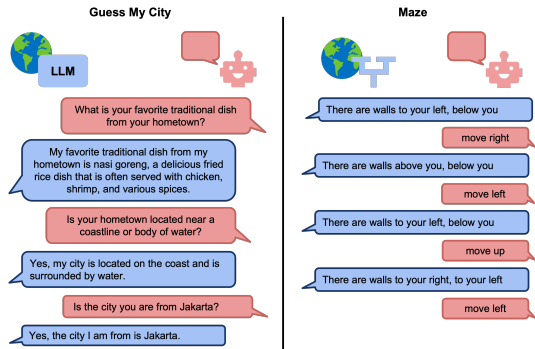 Guess My City
LLM
What is your favorite traditional dish
from your hometown?
My favorite traditional dish from my
hometown is nasi goreng, a delicious fried
rice dish that is often served with chicken,
shrimp, and various spices.
Is your hometown located near a
coastline or body of water?
Yes, my city is located on the coast and is
surrounded by water.
Is the city you are from Jakarta?
Yes, the city I am from is Jakarta.
Maze
There are walls to your left, below you
move right
There are walls above you, below you
move left
There are walls to your left, below you
move up
There are walls to your right, to your left
move left